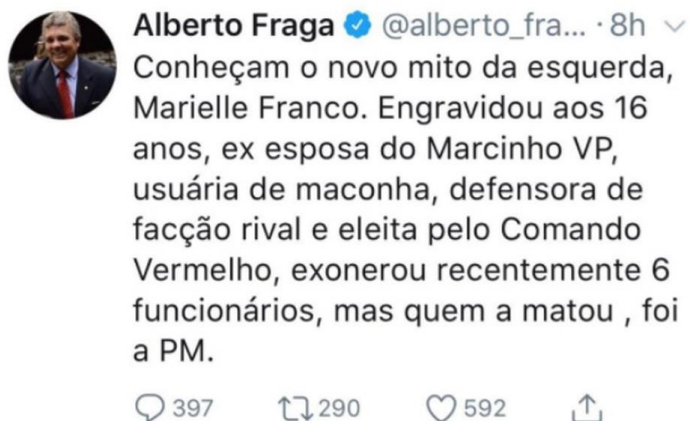 Alberto Fraga @alberto_fra... · 8h
Conheçam o novo mito da esquerda,
Marielle Franco. Engravidou aos 16
anos, ex esposa do Marcinho VP,
usuária de maconha, defensora de
facção rival e eleita pelo Comando
Vermelho, exonerou recentemente 6
funcionários, mas quem a matou , foi
a PM.
397 290 592